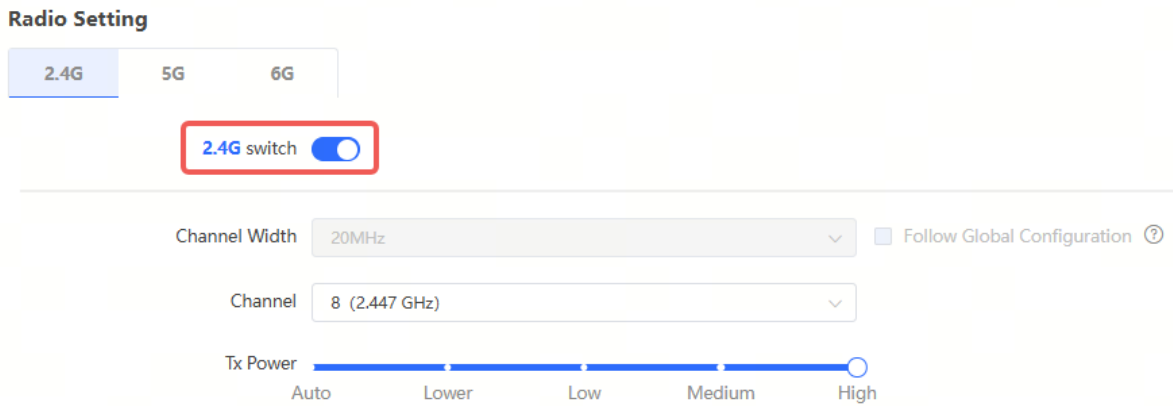 Radio Setting
2.4G 5G 6G
2.4G switch
Channel Width 20MHz Follow Global Configuration ?
Channel 8 (2.447 GHz)
Tx Power
Auto Lower Low Medium High